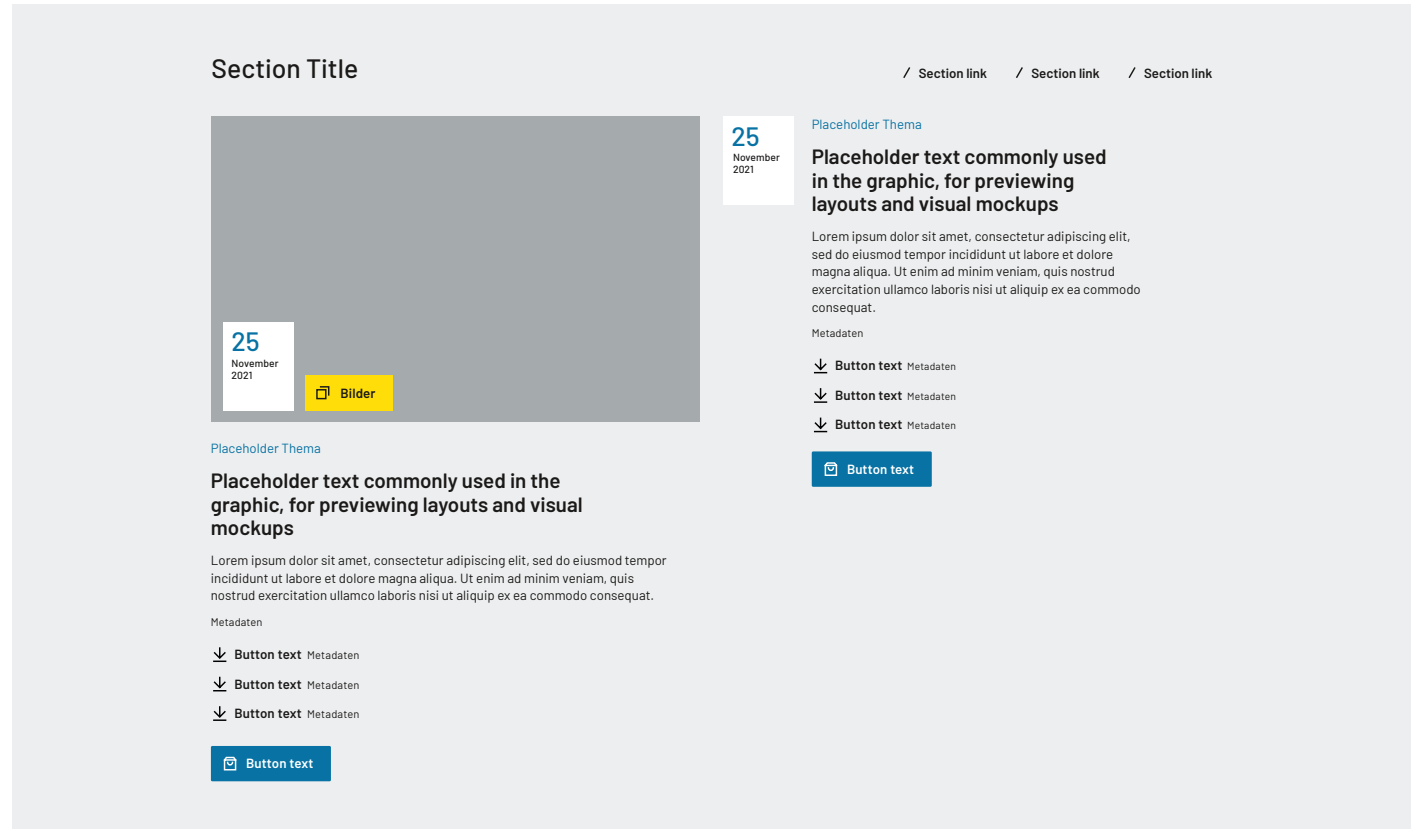 Section Title
/ Section link / Section link / Section link
25
November
2021
Bilder
Placeholder Thema
Placeholder text commonly used in the
graphic, for previewing layouts and visual
mockups
Lorem ipsum dolor sit amet, consectetur adipiscing elit, sed do eiusmod tempor
incididunt ut labore et dolore magna aliqua. Ut enim ad minim veniam, quis
nostrud exercitation ullamco laboris nisi ut aliquip ex ea commodo consequat.
Metadaten
Button text Metadaten
Button text Metadaten
Button text Metadaten
Button text
25
November
2021
Placeholder Thema
Placeholder text commonly used
in the graphic, for previewing
layouts and visual mockups
Lorem ipsum dolor sit amet, consectetur adipiscing elit,
sed do eiusmod tempor incididunt ut labore et dolore
magna aliqua. Ut enim ad minim veniam, quis nostrud
exercitation ullamco laboris nisi ut aliquip ex ea commodo
consequat.
Metadaten
Button text Metadaten
Button text Metadaten
Button text Metadaten
Button text